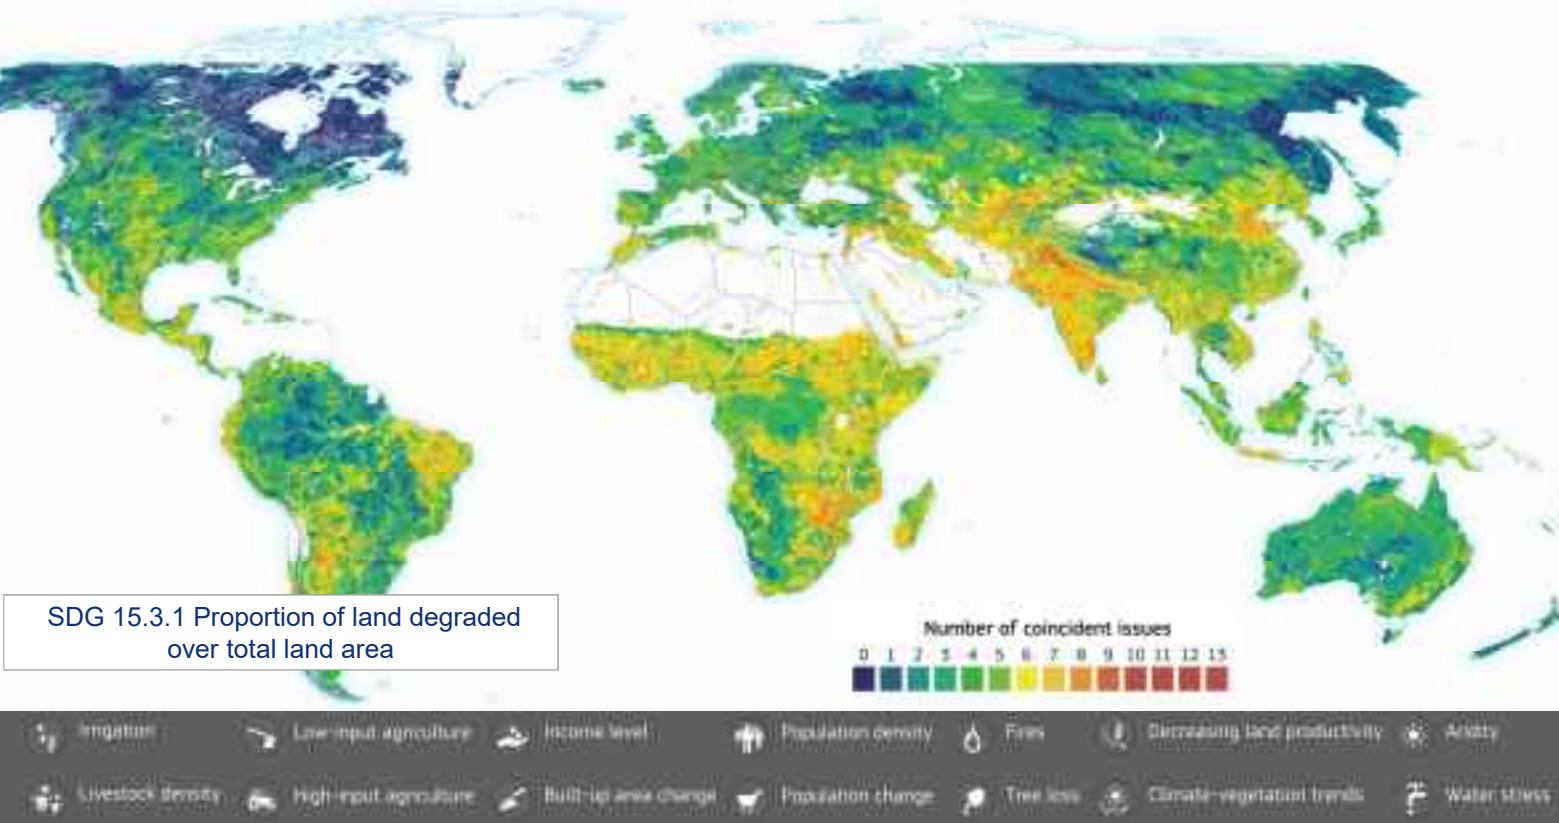 SDG 15.3.1 Proportion of land degraded
over total land area
Number of coincident issues
0 1 2 3 4 5 6 7 8 9 10 11 12 13
Irrigation Low-input agriculture Income level Population density Fires Decreasing land productivity Aridity
Livestock density High-input agriculture Built-up area change Population change Tree loss Climate-vegetation trends Water stress